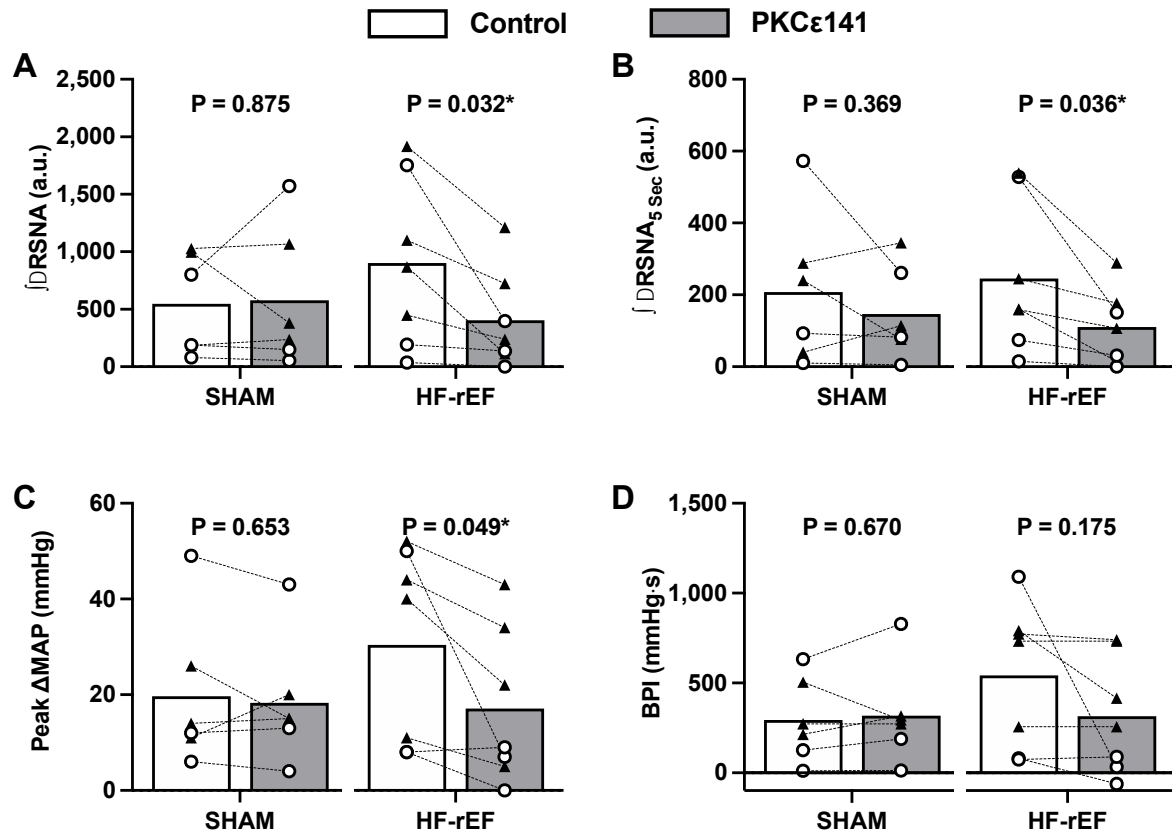 Control PKCε141
A
∫DRSNA (a.u.)
2,500
2,000
1,500
1,000
500
0
P = 0.875 P = 0.032*
SHAM HF-rEF
B
∫ DRSNA5 Sec (a.u.)
800
600
400
200
0
P = 0.369 P = 0.036*
SHAM HF-rEF
C
Peak ΔMAP (mmHg)
60
40
20
0
P = 0.653 P = 0.049*
SHAM HF-rEF
D
BPI (mmHg·s)
1,500
1,000
500
0
P = 0.670 P = 0.175
SHAM HF-rEF